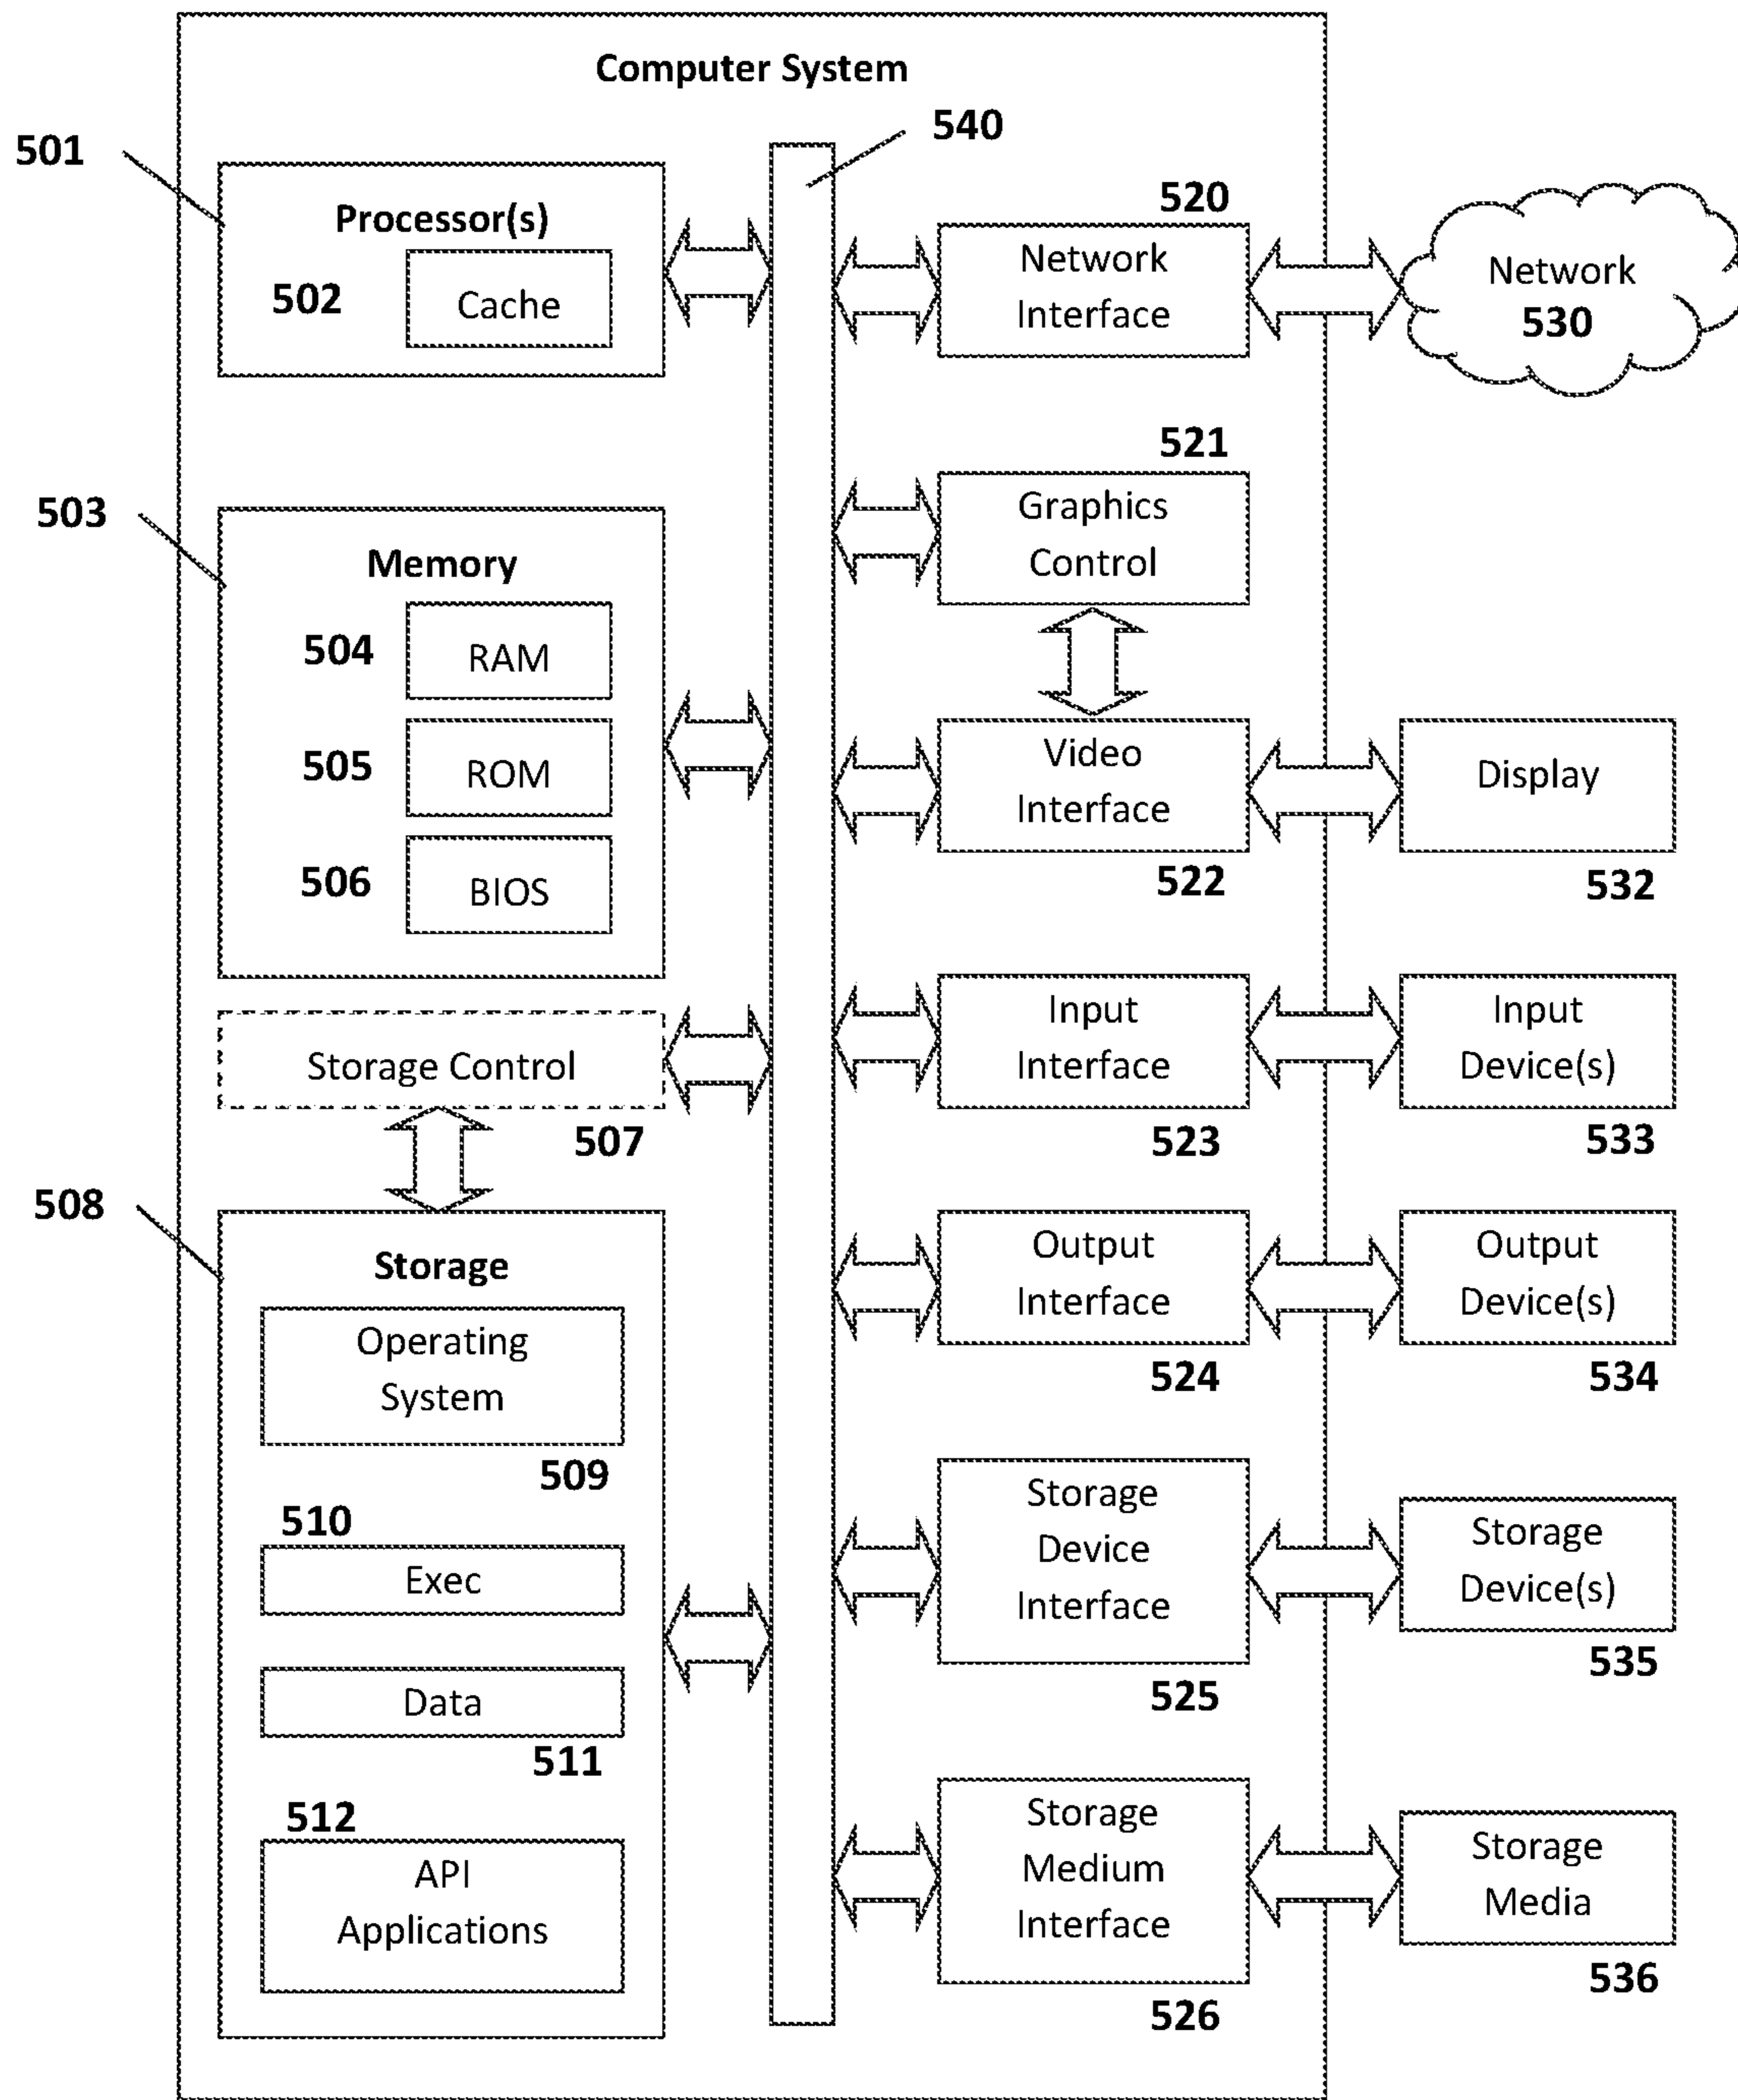 Computer System
540
501
Processor(s)
502
Cache
520
Network
Interface
Network
530
521
Graphics
Control
503
Memory
504
RAM
505
ROM
506
BIOS
Video
Interface
522
Display
532
Storage Control
507
Input
Interface
523
Input
Device(s)
533
508
Storage
Operating
System
509
510
Exec
Data
511
512
API
Applications
Output
Interface
524
Output
Device(s)
534
Storage
Device
Interface
525
Storage
Device(s)
535
Storage
Medium
Interface
526
Storage
Media
536